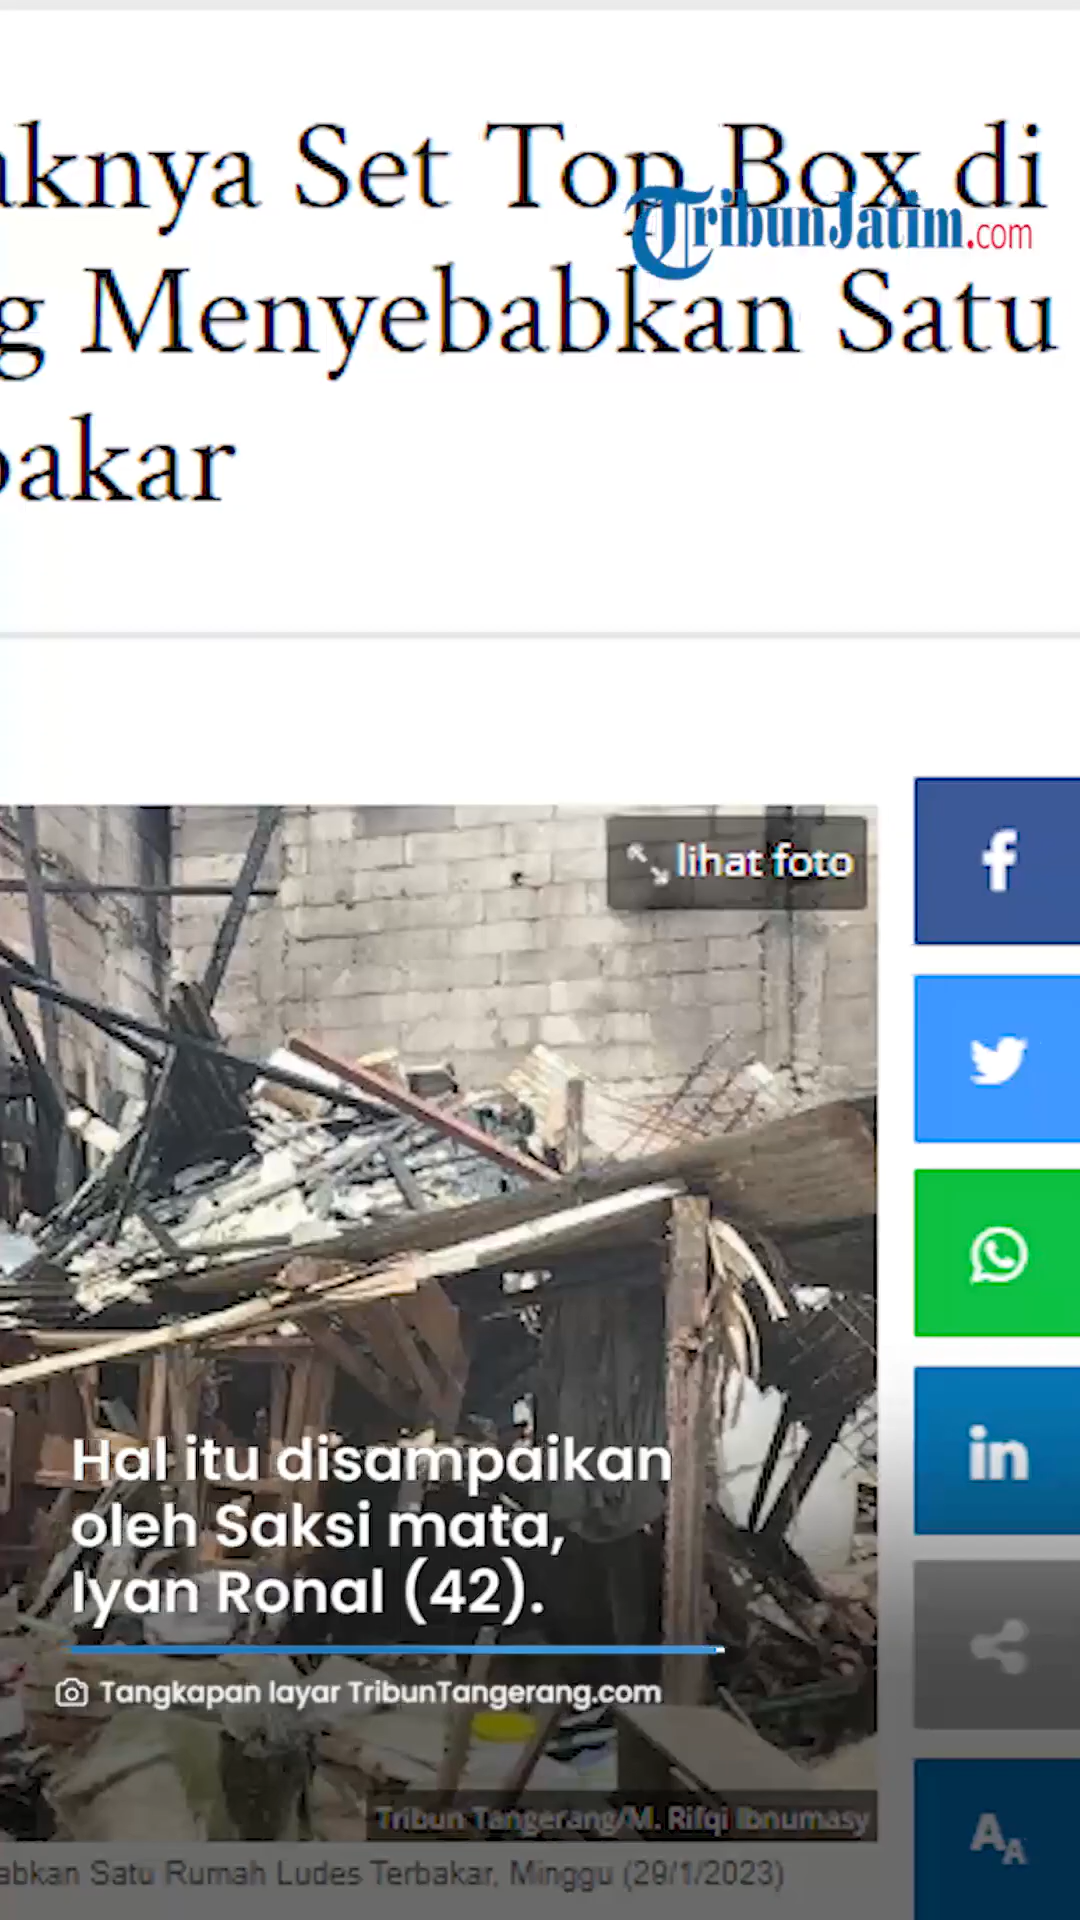 aknya Set Top Box di
TribunJatim.com
g Menyebabkan Satu
bakar
lihat foto
f
in
Hal itu disampaikan
oleh Saksi mata,
Iyan Ronal (42).
Tangkapan layar TribunTangerang.com
Tribun Tangerang/M. Rifqi Ibnumasy
AA
abkan Satu Rumah Ludes Terbakar, Minggu (29/1/2023)